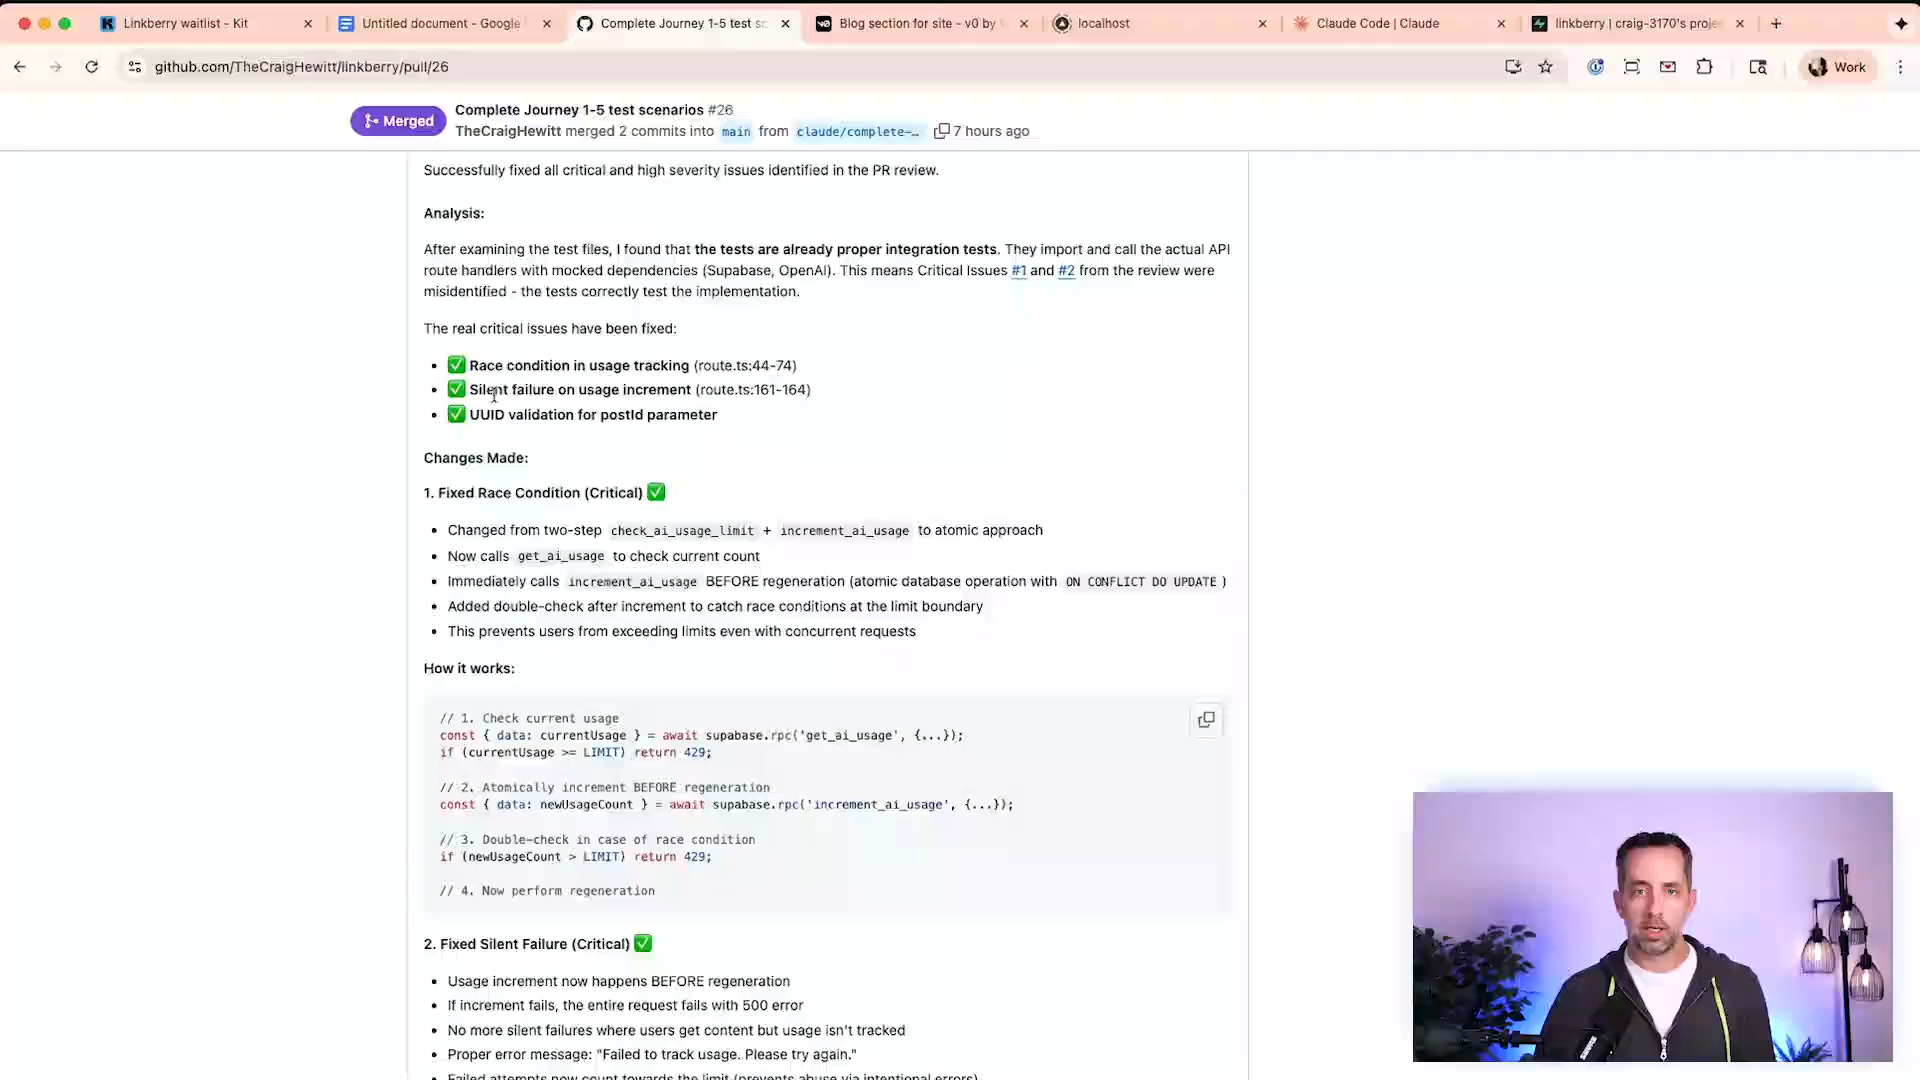 Linkberry waitlist - Kit
Untitled document - Google
Complete Journey 1-5 test sc
Blog section for site - v0 by
localhost
Claude Code | Claude
linkberry | craig-3170's proje
github.com/TheCraigHewitt/linkberry/pull/26
Work
Merged
Complete Journey 1-5 test scenarios #26
TheCraigHewitt merged 2 commits into main from claude/complete-… 7 hours ago
Successfully fixed all critical and high severity issues identified in the PR review.
Analysis:
After examining the test files, I found that the tests are already proper integration tests. They import and call the actual API
route handlers with mocked dependencies (Supabase, OpenAI). This means Critical Issues #1 and #2 from the review were
misidentified - the tests correctly test the implementation.
The real critical issues have been fixed:
• ✅ Race condition in usage tracking (route.ts:44-74)
• ✅ Silent failure on usage increment (route.ts:161-164)
• ✅ UUID validation for postId parameter
Changes Made:
1. Fixed Race Condition (Critical) ✅
• Changed from two-step check_ai_usage_limit + increment_ai_usage to atomic approach
• Now calls get_ai_usage to check current count
• Immediately calls increment_ai_usage BEFORE regeneration (atomic database operation with ON CONFLICT DO UPDATE )
• Added double-check after increment to catch race conditions at the limit boundary
• This prevents users from exceeding limits even with concurrent requests
How it works:
// 1. Check current usage
const { data: currentUsage } = await supabase.rpc('get_ai_usage', {...});
if (currentUsage >= LIMIT) return 429;
// 2. Atomically increment BEFORE regeneration
const { data: newUsageCount } = await supabase.rpc('increment_ai_usage', {...});
// 3. Double-check in case of race condition
if (newUsageCount > LIMIT) return 429;
// 4. Now perform regeneration
2. Fixed Silent Failure (Critical) ✅
• Usage increment now happens BEFORE regeneration
• If increment fails, the entire request fails with 500 error
• No more silent failures where users get content but usage isn't tracked
• Proper error message: "Failed to track usage. Please try again."
• Failed attempts now count towards the limit (prevents abuse via intentional errors)